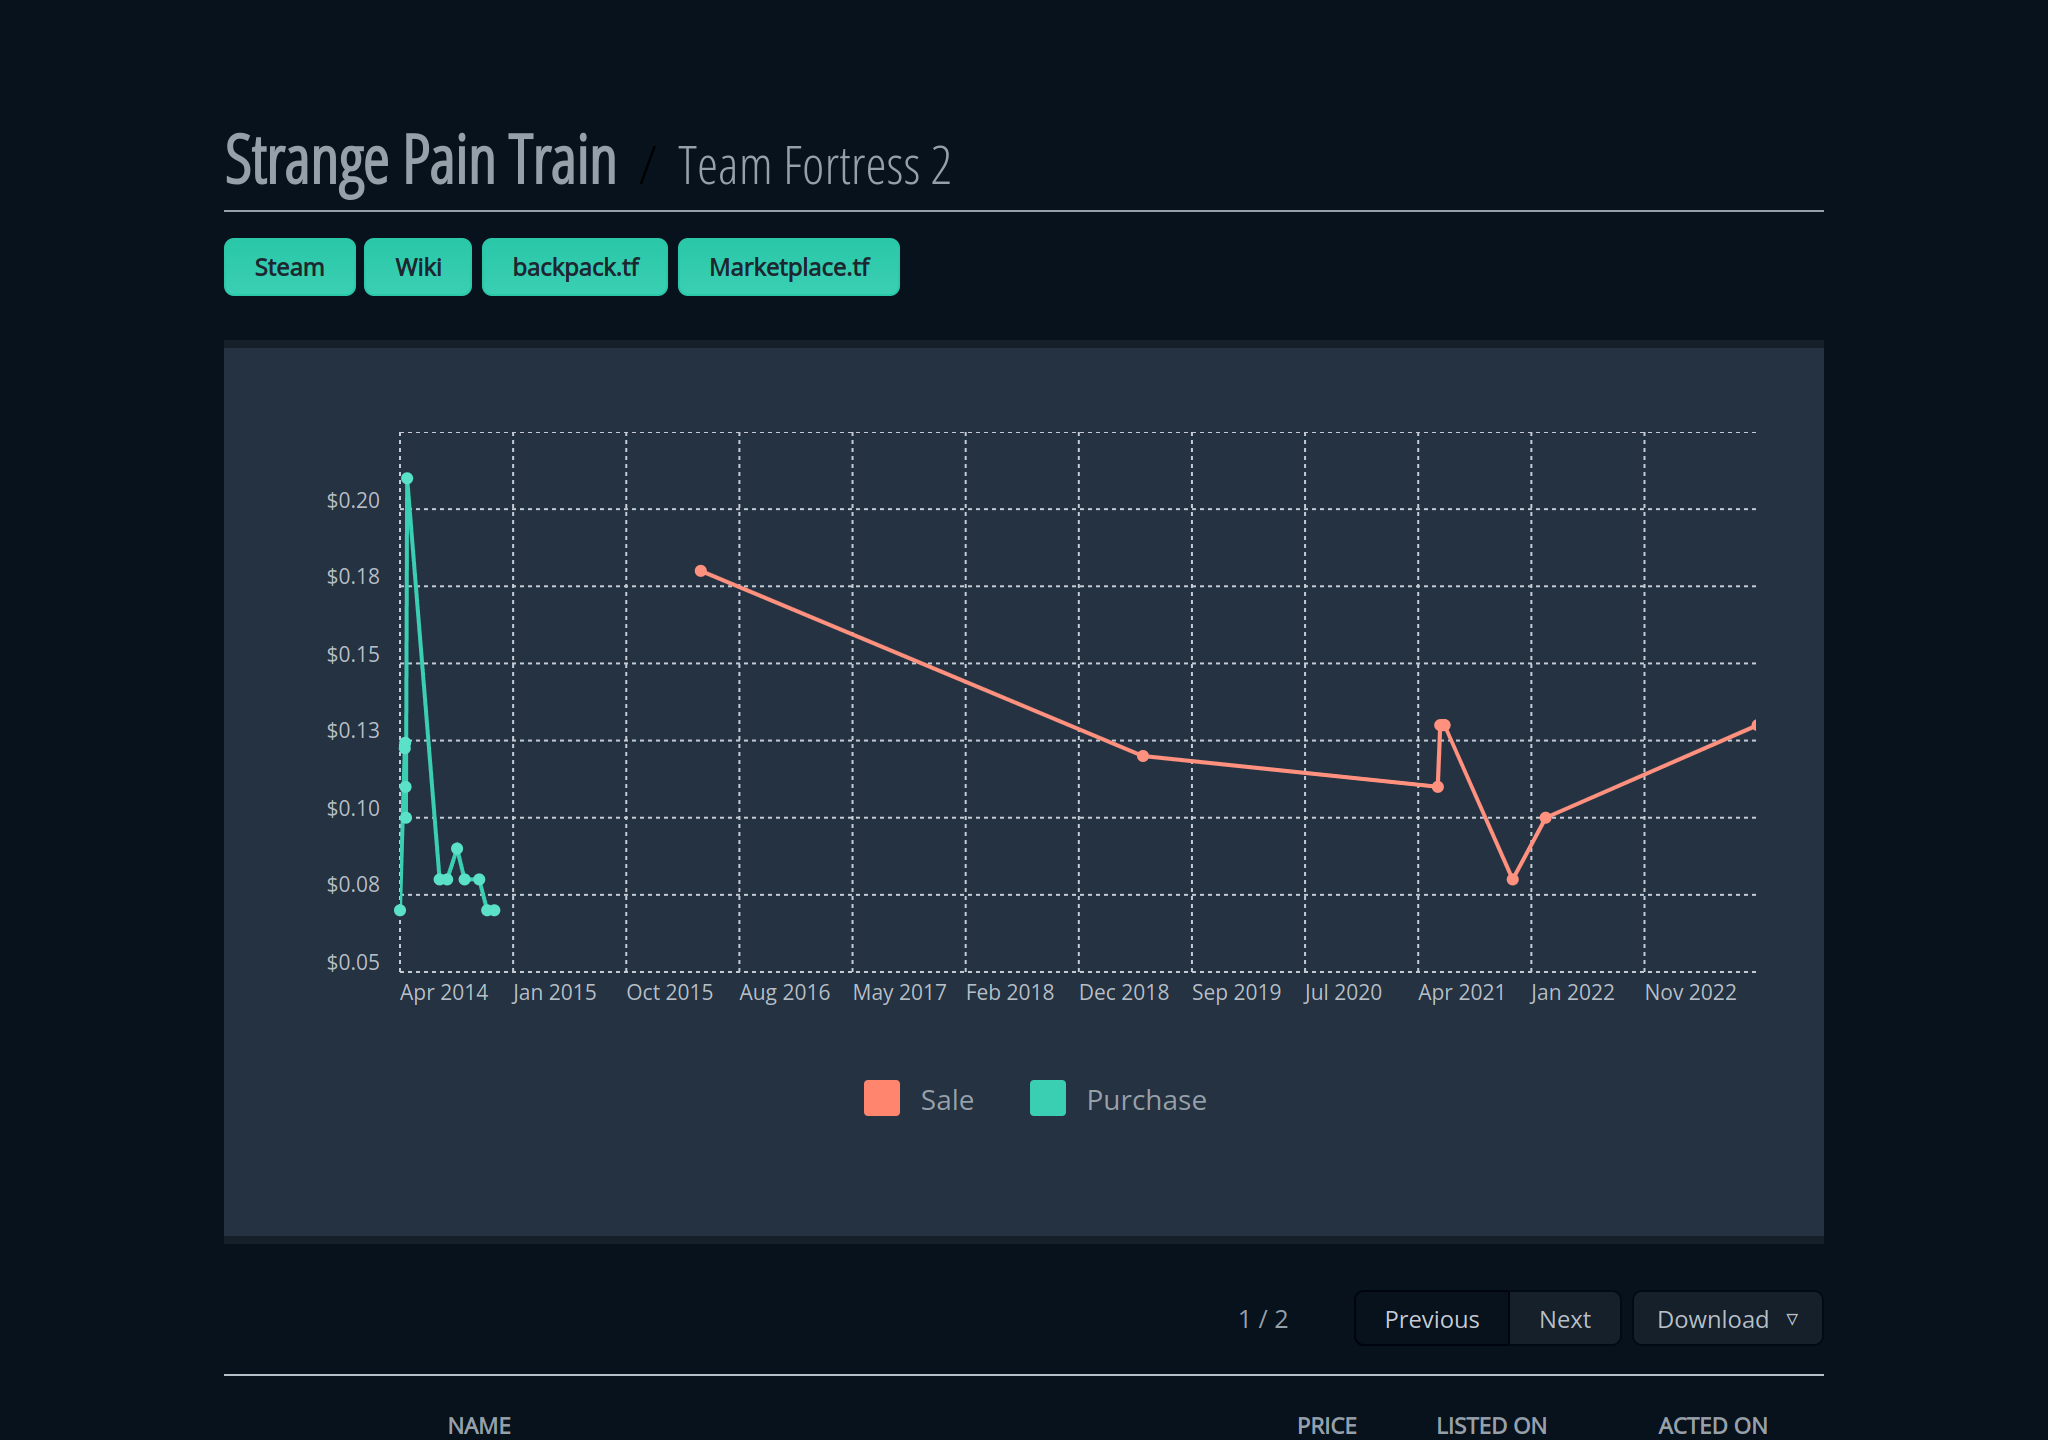 Strange Pain Train / Team Fortress 2
Steam Wiki backpack.tf Marketplace.tf
$0.20
$0.18
$0.15
$0.13
$0.10
$0.08
$0.05
Apr 2014 Jan 2015 Oct 2015 Aug 2016 May 2017 Feb 2018 Dec 2018 Sep 2019 Jul 2020 Apr 2021 Jan 2022 Nov 2022
Sale Purchase
1 / 2 Previous Next Download ▽
NAME PRICE LISTED ON ACTED ON